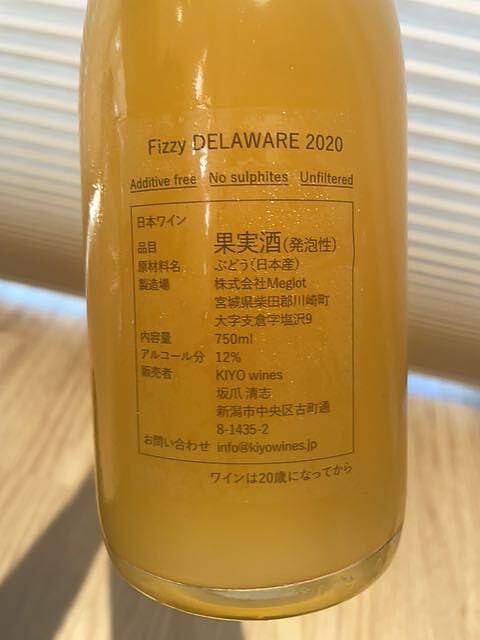 Fizzy DELAWARE 2020
Additive free No sulphites Unfiltered
日本ワイン
品目 果実酒(発泡性)
原材料名 ぶどう(日本産)
製造場 株式会社Meglot
宮城県柴田郡川崎町
大字支倉字塩沢9
内容量 750ml
アルコール分 12%
販売者 KIYO wines
坂爪 清志
新潟市中央区古町通
8-1435-2
お問い合わせ info@kiyowines.jp
ワインは20歳になってから